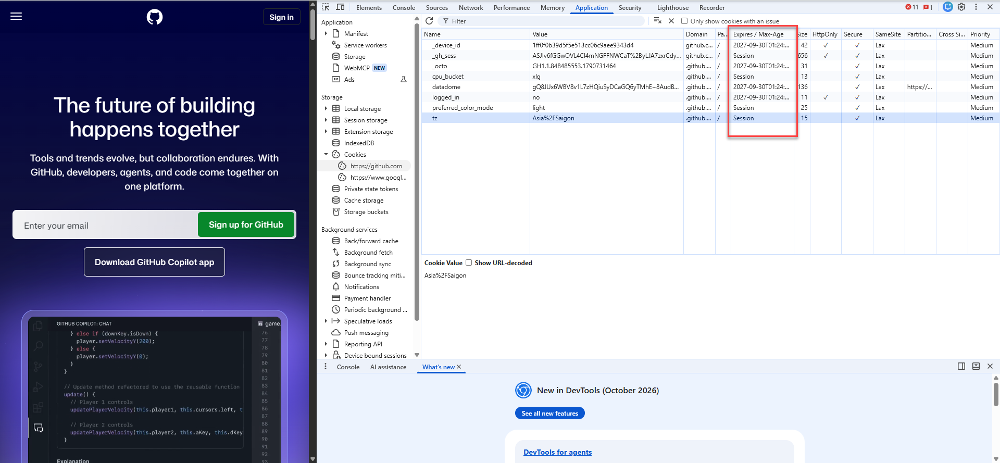 Sign in
The future of building
happens together
Tools and trends evolve, but collaboration endures. With
GitHub, developers, agents, and code come together on
one platform.
Enter your email
Sign up for GitHub
Download GitHub Copilot app
GITHUB COPILOT: CHAT
} else if (downKey.isDown) {
player.setVelocityY(200);
} else {
player.setVelocityY(0);
}
}
// Update method refactored to use the reusable function
update() {
// Player 1 controls
updatePlayerVelocity(this.player1, this.cursors.left, t
// Player 2 controls
updatePlayerVelocity(this.player2, this.aKey, this.dKey
}
Explanation
TS game.
76
77
78
79
80
81
82
83
84
85
86
87
88
89
90
91
92
93
Elements Console Sources Network Performance Memory Application Security Lighthouse Recorder
11 1
Application
Manifest
Service workers
Storage
WebMCP NEW
Ads
Storage
Local storage
Session storage
Extension storage
IndexedDB
Cookies
https://github.com
https://www.googl...
Private state tokens
Cache storage
Storage buckets
Background services
Back/forward cache
Background fetch
Background sync
Bounce tracking miti...
Notifications
Payment handler
Periodic background ...
Speculative loads
Push messaging
Reporting API
Device bound sessions
Filter Only show cookies with an issue
Name Value Domain Pa... Expires / Max-Age Size HttpOnly Secure SameSite Partitio... Cross Si... Priority
_device_id 1ff0f0b39d5f5e513cc06c9aee9343d4 github.c... / 2027-09-30T01:24:... 42 ✓ ✓ Lax Medium
_gh_sess ASJlv6fGGwOVL4Cl4mNGFFNWCaT%2ByLJA7zxrCdy... github.c... / Session 656 ✓ ✓ Lax Medium
_octo GH1.1.848485553.1790731464 .github.... / 2027-09-30T01:24:... 31 ✓ Lax Medium
cpu_bucket xlg .github.... / Session 13 ✓ Lax Medium
datadome gQ8JUx6WBV8v1L7zHQiuSyDCaGQ6yTMhE~8AudB... .github.... / 2027-09-30T01:24:... 136 ✓ Lax https://... Medium
logged_in no .github.... / 2027-09-30T01:24:... 11 ✓ ✓ Lax Medium
preferred_color_mode light .github.... / Session 25 ✓ Lax Medium
tz Asia%2FSaigon .github.... / Session 15 ✓ Lax Medium
Cookie Value Show URL-decoded
Asia%2FSaigon
Console AI assistance What's new
New in DevTools (October 2026)
See all new features
DevTools for agents